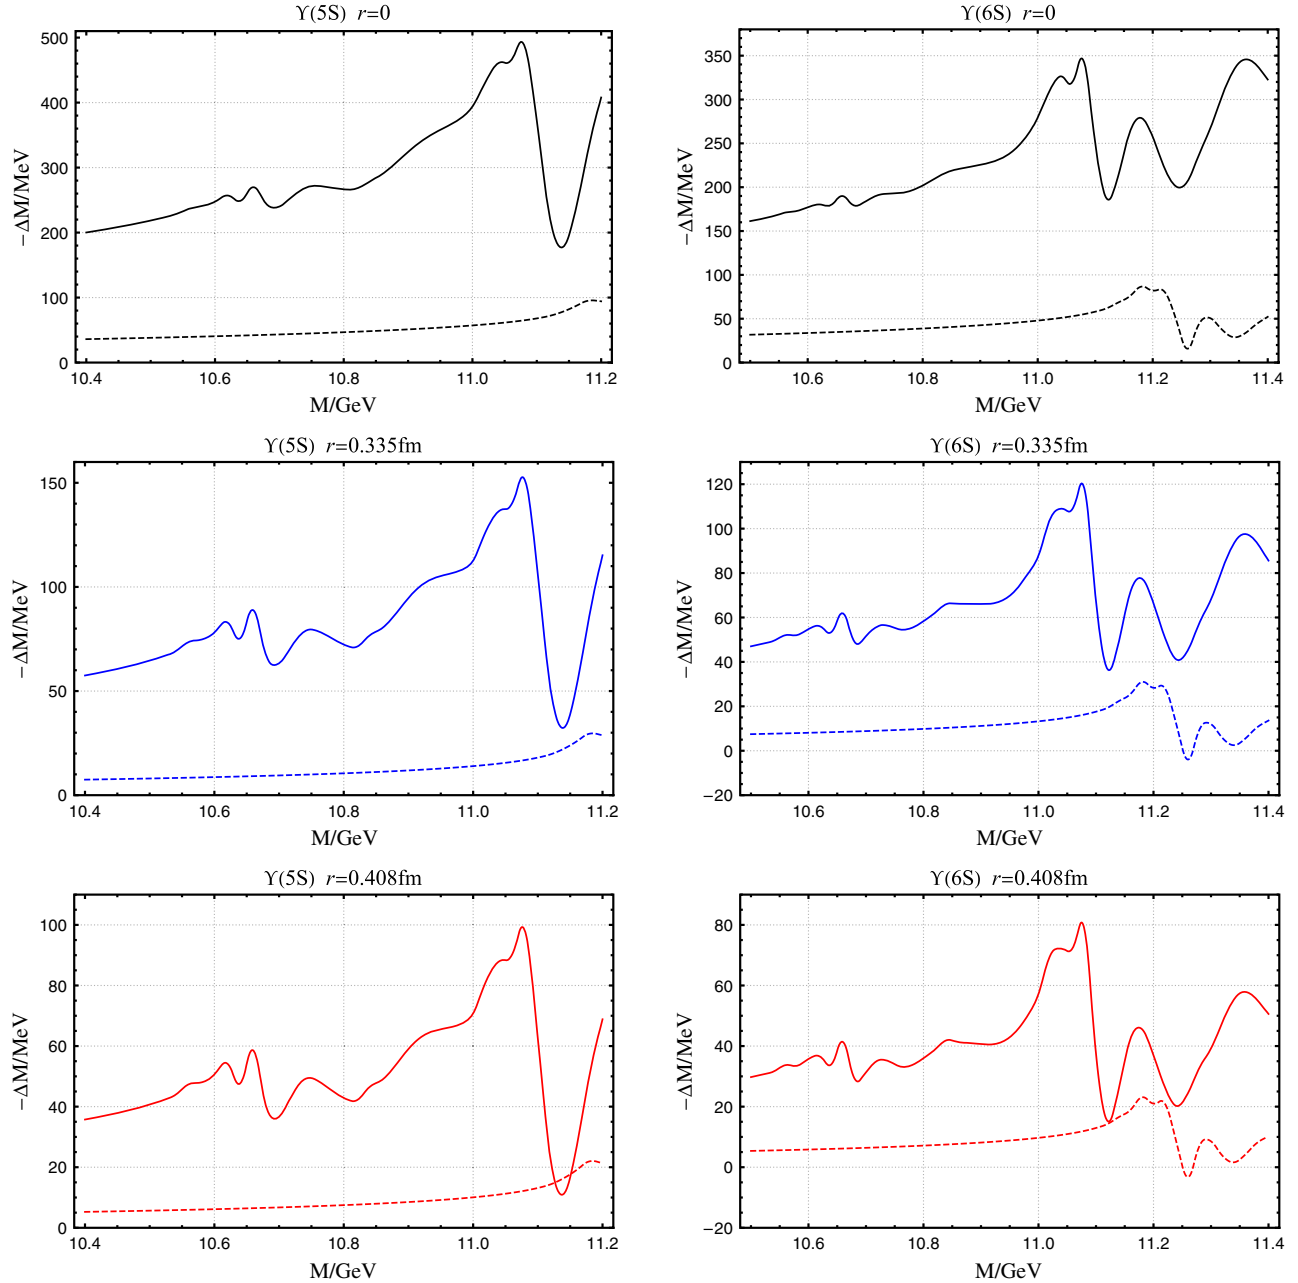 ϒ(5S) r=0
500
400
300
200
100
0
−ΔM/MeV
10.4 10.6 10.8 11.0 11.2
M/GeV
ϒ(6S) r=0
350
300
250
200
150
100
50
0
−ΔM/MeV
10.6 10.8 11.0 11.2 11.4
M/GeV
ϒ(5S) r=0.335fm
150
100
50
0
−ΔM/MeV
10.4 10.6 10.8 11.0 11.2
M/GeV
ϒ(6S) r=0.335fm
120
100
80
60
40
20
0
−20
−ΔM/MeV
10.6 10.8 11.0 11.2 11.4
M/GeV
ϒ(5S) r=0.408fm
100
80
60
40
20
0
−ΔM/MeV
10.4 10.6 10.8 11.0 11.2
M/GeV
ϒ(6S) r=0.408fm
80
60
40
20
0
−20
−ΔM/MeV
10.6 10.8 11.0 11.2 11.4
M/GeV